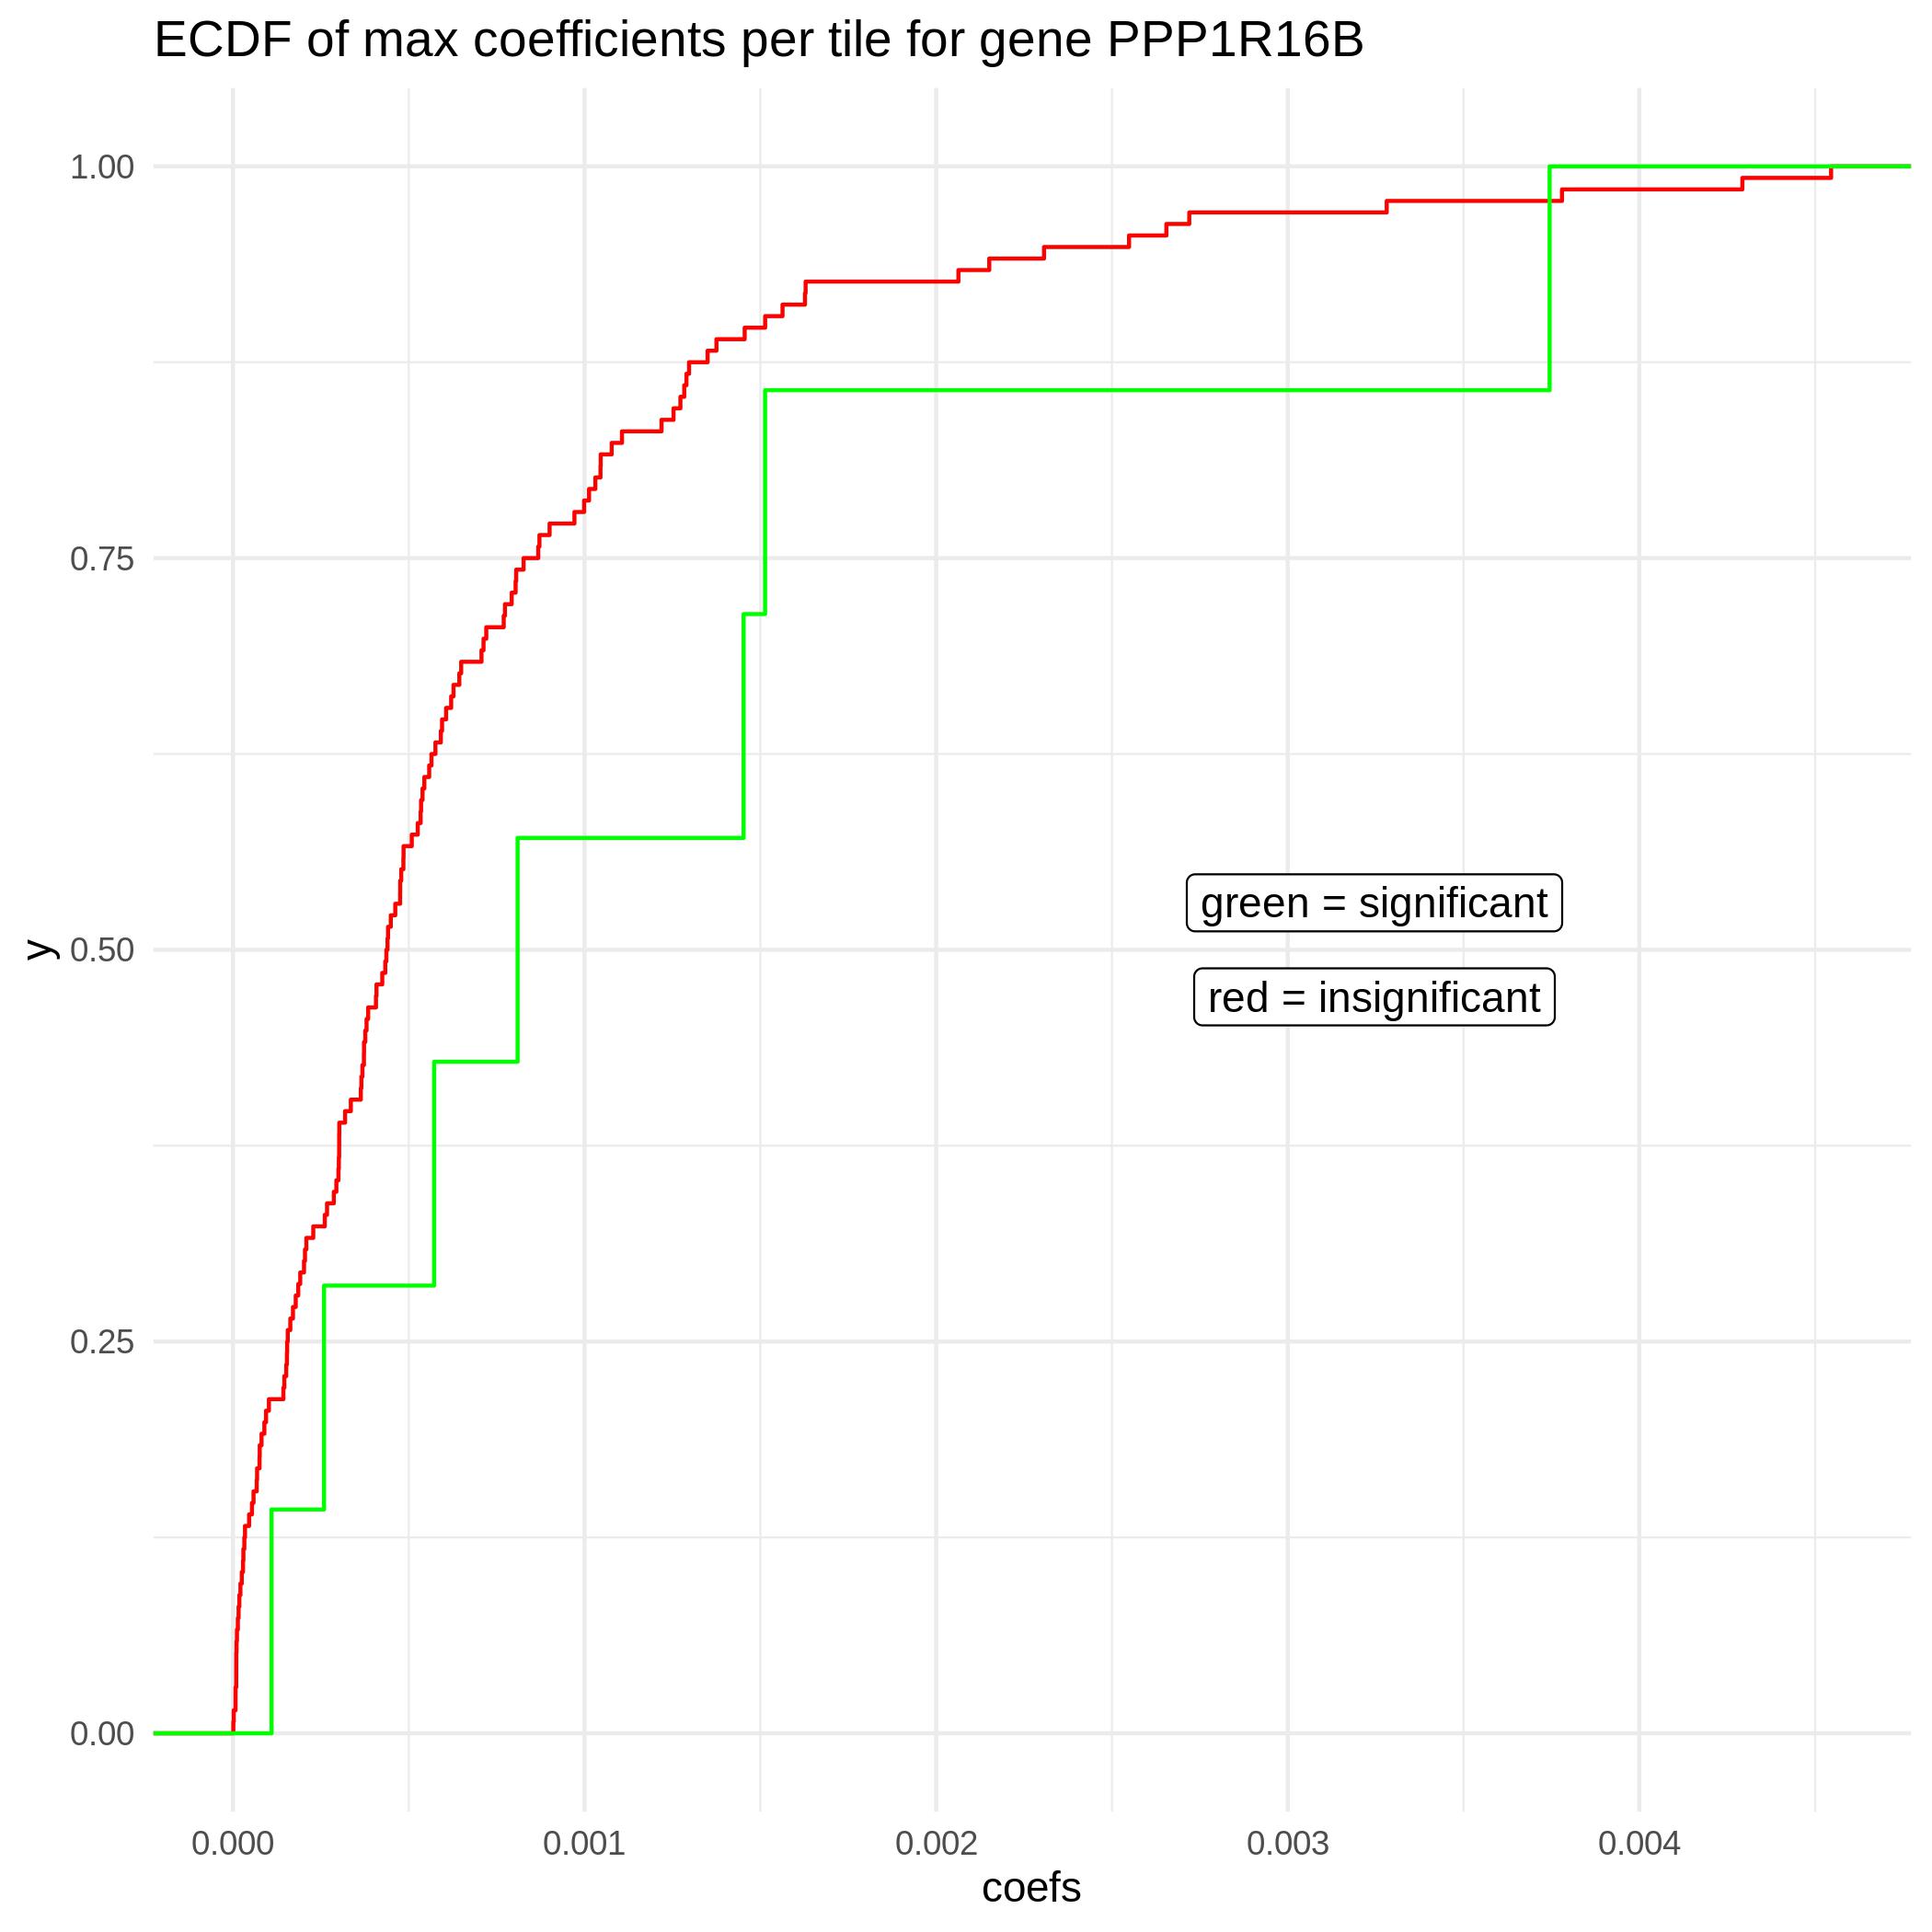 ECDF of max coefficients per tile for gene PPP1R16B
1.00
0.75
0.50
0.25
0.00
y
green = significant
red = insignificant
0.000 0.001 0.002 0.003 0.004
coefs